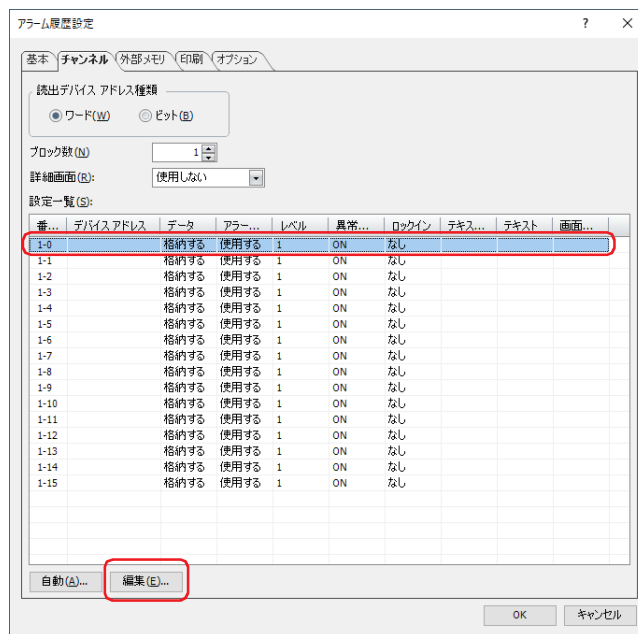 アラーム履歴設定 ? ×
基本 チャンネル 外部メモリ 印刷 オプション
読出デバイス アドレス種類
ワード(W) ビット(B)
ブロック数(N) 1
詳細画面(R): 使用しない
設定一覧(S):
番... デバイス アドレス データ アラー... レベル 異常... ロックイン テキス... テキスト 画面...
1-0 格納する 使用する 1 ON なし
1-1 格納する 使用する 1 ON なし
1-2 格納する 使用する 1 ON なし
1-3 格納する 使用する 1 ON なし
1-4 格納する 使用する 1 ON なし
1-5 格納する 使用する 1 ON なし
1-6 格納する 使用する 1 ON なし
1-7 格納する 使用する 1 ON なし
1-8 格納する 使用する 1 ON なし
1-9 格納する 使用する 1 ON なし
1-10 格納する 使用する 1 ON なし
1-11 格納する 使用する 1 ON なし
1-12 格納する 使用する 1 ON なし
1-13 格納する 使用する 1 ON なし
1-14 格納する 使用する 1 ON なし
1-15 格納する 使用する 1 ON なし
自動(A)... 編集(E)...
OK キャンセル